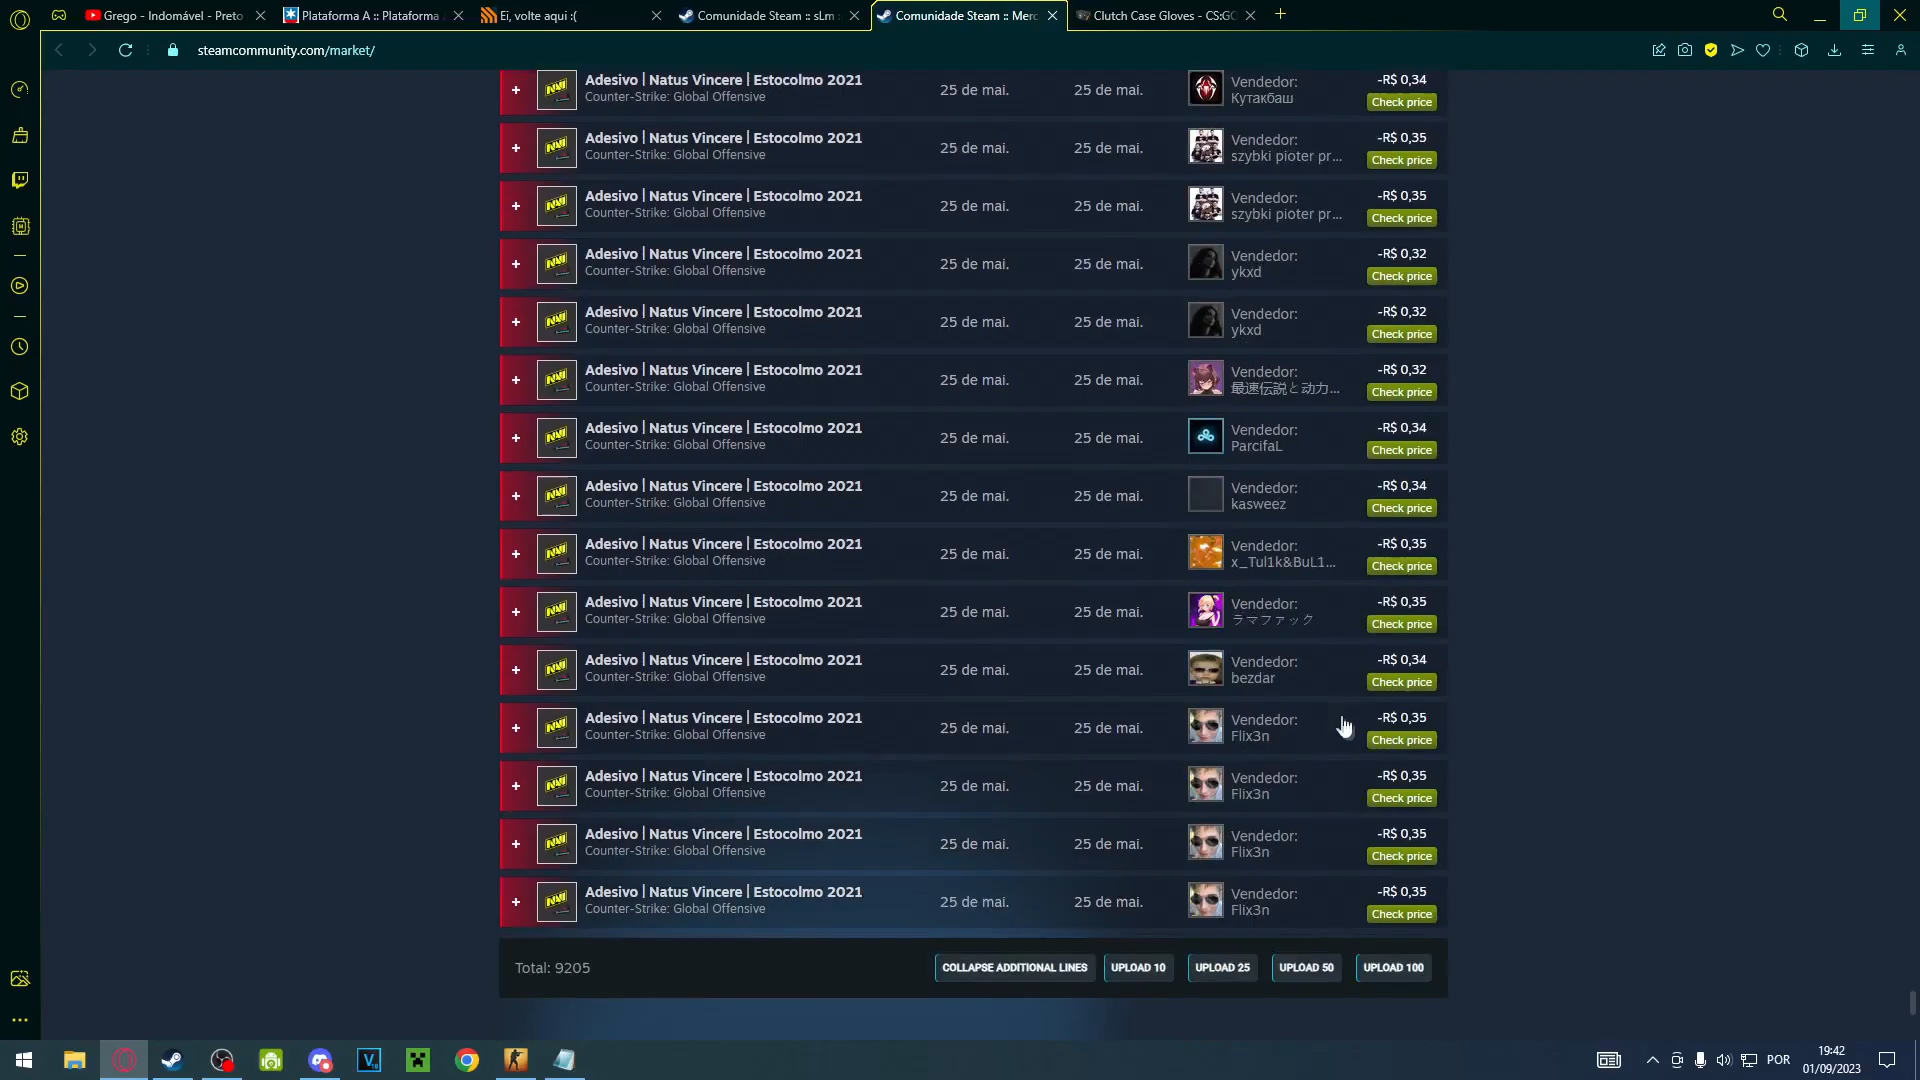 Grego - Indomável - Preto
Plataforma A :: Plataforma
Ei, volte aqui :(
Comunidade Steam :: sLm
Comunidade Steam :: Merc
Clutch Case Gloves - CS:GO
steamcommunity.com/market/
Adesivo | Natus Vincere | Estocolmo 2021
Counter-Strike: Global Offensive
25 de mai.
25 de mai.
Vendedor:
Кутакбаш
-R$ 0,34
Check price
Adesivo | Natus Vincere | Estocolmo 2021
Counter-Strike: Global Offensive
25 de mai.
25 de mai.
Vendedor:
szybki pioter pr...
-R$ 0,35
Check price
Adesivo | Natus Vincere | Estocolmo 2021
Counter-Strike: Global Offensive
25 de mai.
25 de mai.
Vendedor:
szybki pioter pr...
-R$ 0,35
Check price
Adesivo | Natus Vincere | Estocolmo 2021
Counter-Strike: Global Offensive
25 de mai.
25 de mai.
Vendedor:
ykxd
-R$ 0,32
Check price
Adesivo | Natus Vincere | Estocolmo 2021
Counter-Strike: Global Offensive
25 de mai.
25 de mai.
Vendedor:
ykxd
-R$ 0,32
Check price
Adesivo | Natus Vincere | Estocolmo 2021
Counter-Strike: Global Offensive
25 de mai.
25 de mai.
Vendedor:
最速伝説と动力...
-R$ 0,32
Check price
Adesivo | Natus Vincere | Estocolmo 2021
Counter-Strike: Global Offensive
25 de mai.
25 de mai.
Vendedor:
ParcifaL
-R$ 0,34
Check price
Adesivo | Natus Vincere | Estocolmo 2021
Counter-Strike: Global Offensive
25 de mai.
25 de mai.
Vendedor:
kasweez
-R$ 0,34
Check price
Adesivo | Natus Vincere | Estocolmo 2021
Counter-Strike: Global Offensive
25 de mai.
25 de mai.
Vendedor:
x_Tul1k&BuL1...
-R$ 0,35
Check price
Adesivo | Natus Vincere | Estocolmo 2021
Counter-Strike: Global Offensive
25 de mai.
25 de mai.
Vendedor:
ラマファック
-R$ 0,35
Check price
Adesivo | Natus Vincere | Estocolmo 2021
Counter-Strike: Global Offensive
25 de mai.
25 de mai.
Vendedor:
bezdar
-R$ 0,34
Check price
Adesivo | Natus Vincere | Estocolmo 2021
Counter-Strike: Global Offensive
25 de mai.
25 de mai.
Vendedor:
Flix3n
-R$ 0,35
Check price
Adesivo | Natus Vincere | Estocolmo 2021
Counter-Strike: Global Offensive
25 de mai.
25 de mai.
Vendedor:
Flix3n
-R$ 0,35
Check price
Adesivo | Natus Vincere | Estocolmo 2021
Counter-Strike: Global Offensive
25 de mai.
25 de mai.
Vendedor:
Flix3n
-R$ 0,35
Check price
Adesivo | Natus Vincere | Estocolmo 2021
Counter-Strike: Global Offensive
25 de mai.
25 de mai.
Vendedor:
Flix3n
-R$ 0,35
Check price
Total: 9205
COLLAPSE ADDITIONAL LINES
UPLOAD 10
UPLOAD 25
UPLOAD 50
UPLOAD 100
POR
19:42
01/09/2023